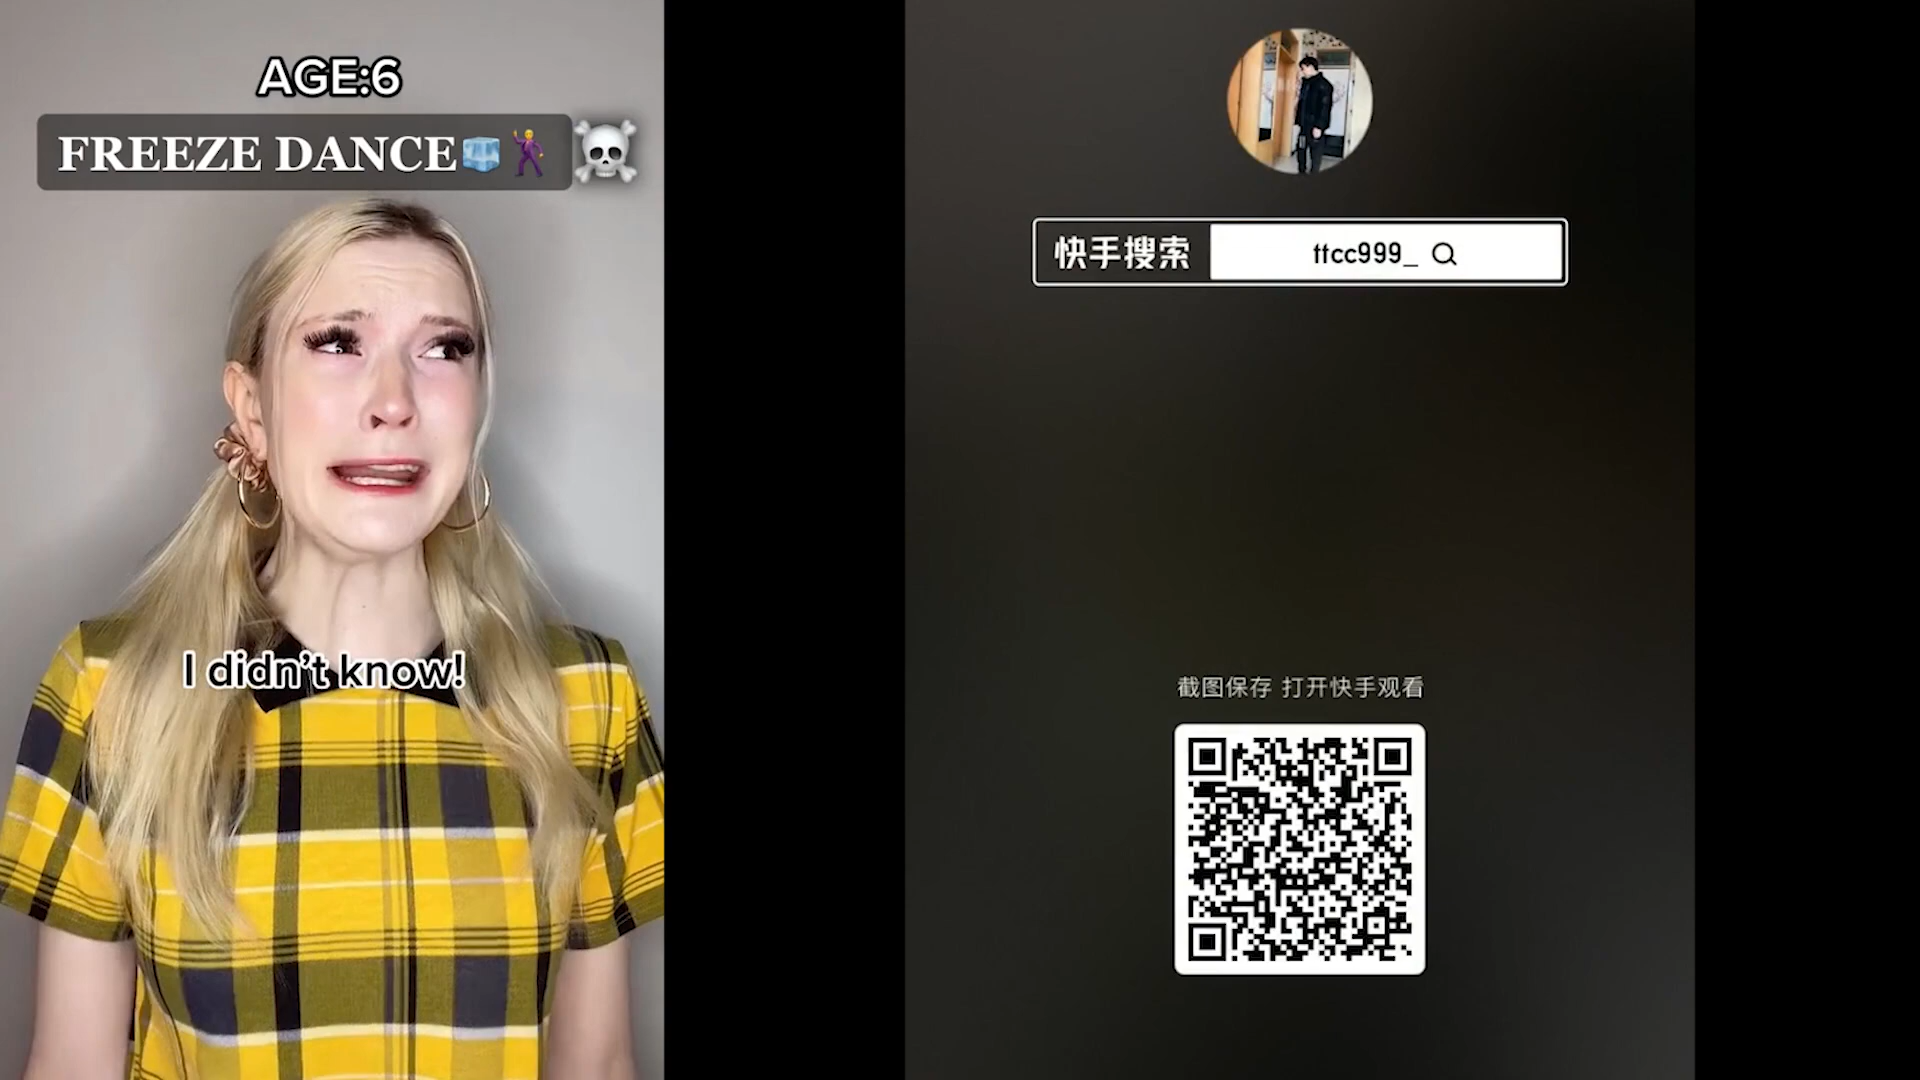 AGE:6
FREEZE DANCE🧊🕺☠️
I didn't know!
快手搜索 ttcc999_
截图保存 打开快手观看